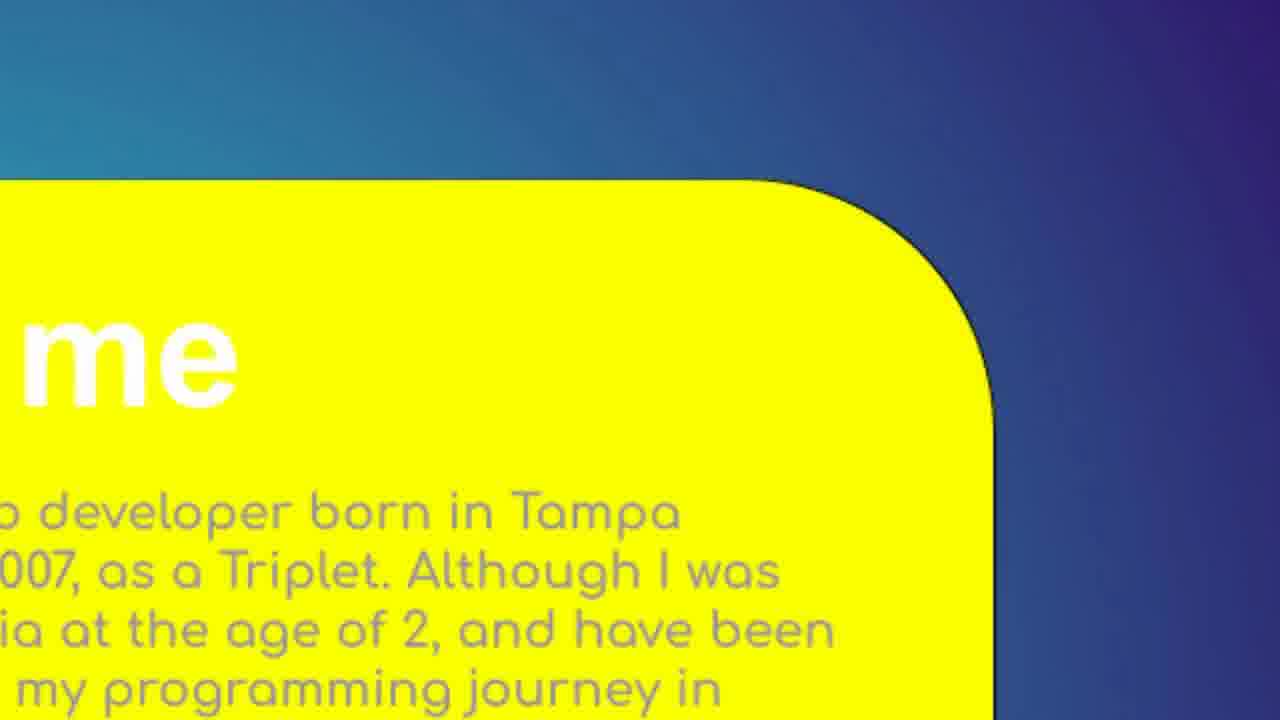 me
developer born in Tampa
007, as a Triplet. Although I was
ia at the age of 2, and have been
my programming journey in